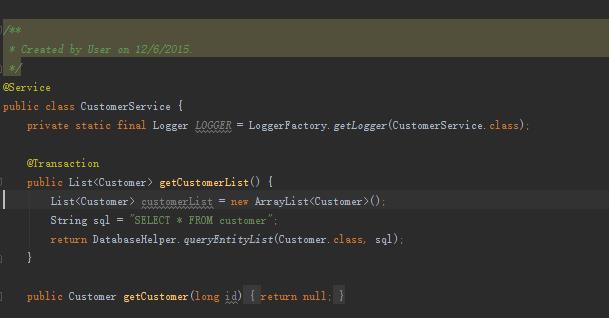 /**
 * Created by User on 12/6/2015.
 */
@Service
public class CustomerService {
    private static final Logger LOGGER = LoggerFactory.getLogger(CustomerService.class);
    @Transaction
    public List<Customer> getCustomerList() {
        List<Customer> customerList = new ArrayList<Customer>();
        String sql = "SELECT * FROM customer";
        return DatabaseHelper.queryEntityList(Customer.class, sql);
    }
    public Customer getCustomer(long id) { return null; }